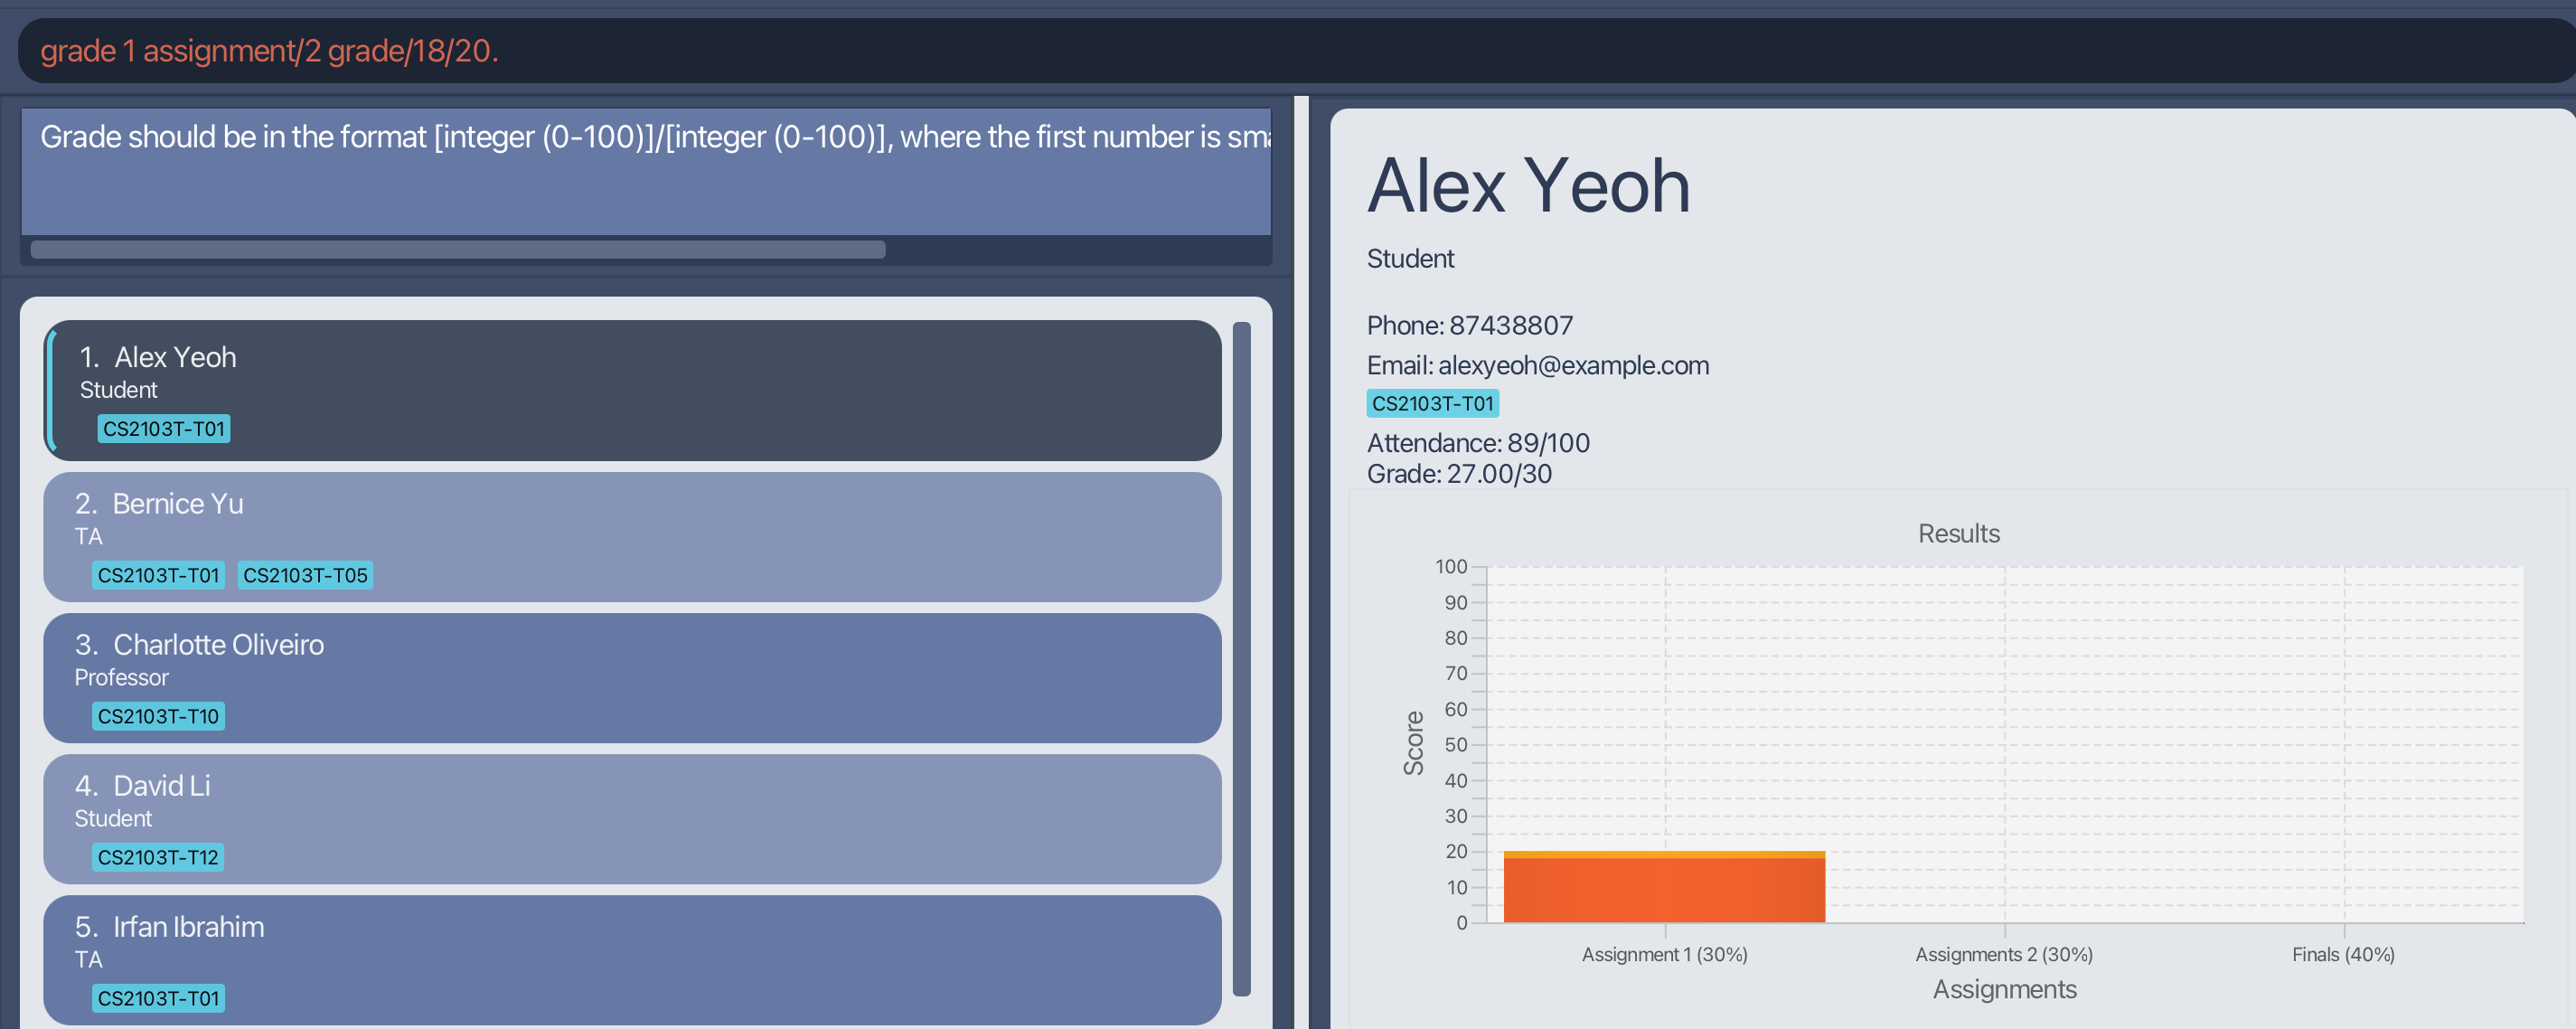 grade 1 assignment/2 grade/18/20.
Grade should be in the format [integer (0-100)]/[integer (0-100)], where the first number is
1. Alex Yeoh
Student
CS2103T-T01
2. Bernice Yu
TA
CS2103T-T01 CS2103T-T05
3. Charlotte Oliveiro
Professor
CS2103T-T10
4. David Li
Student
CS2103T-T12
5. Irfan Ibrahim
TA
CS2103T-T01
Alex Yeoh
Student
Phone: 87438807
Email: alexyeoh@example.com
CS2103T-T01
Attendance: 89/100
Grade: 27.00/30
Results
100
90
80
70
60
50
40
30
20
10
0
Score
Assignment 1 (30%) Assignments 2 (30%) Finals (40%)
Assignments